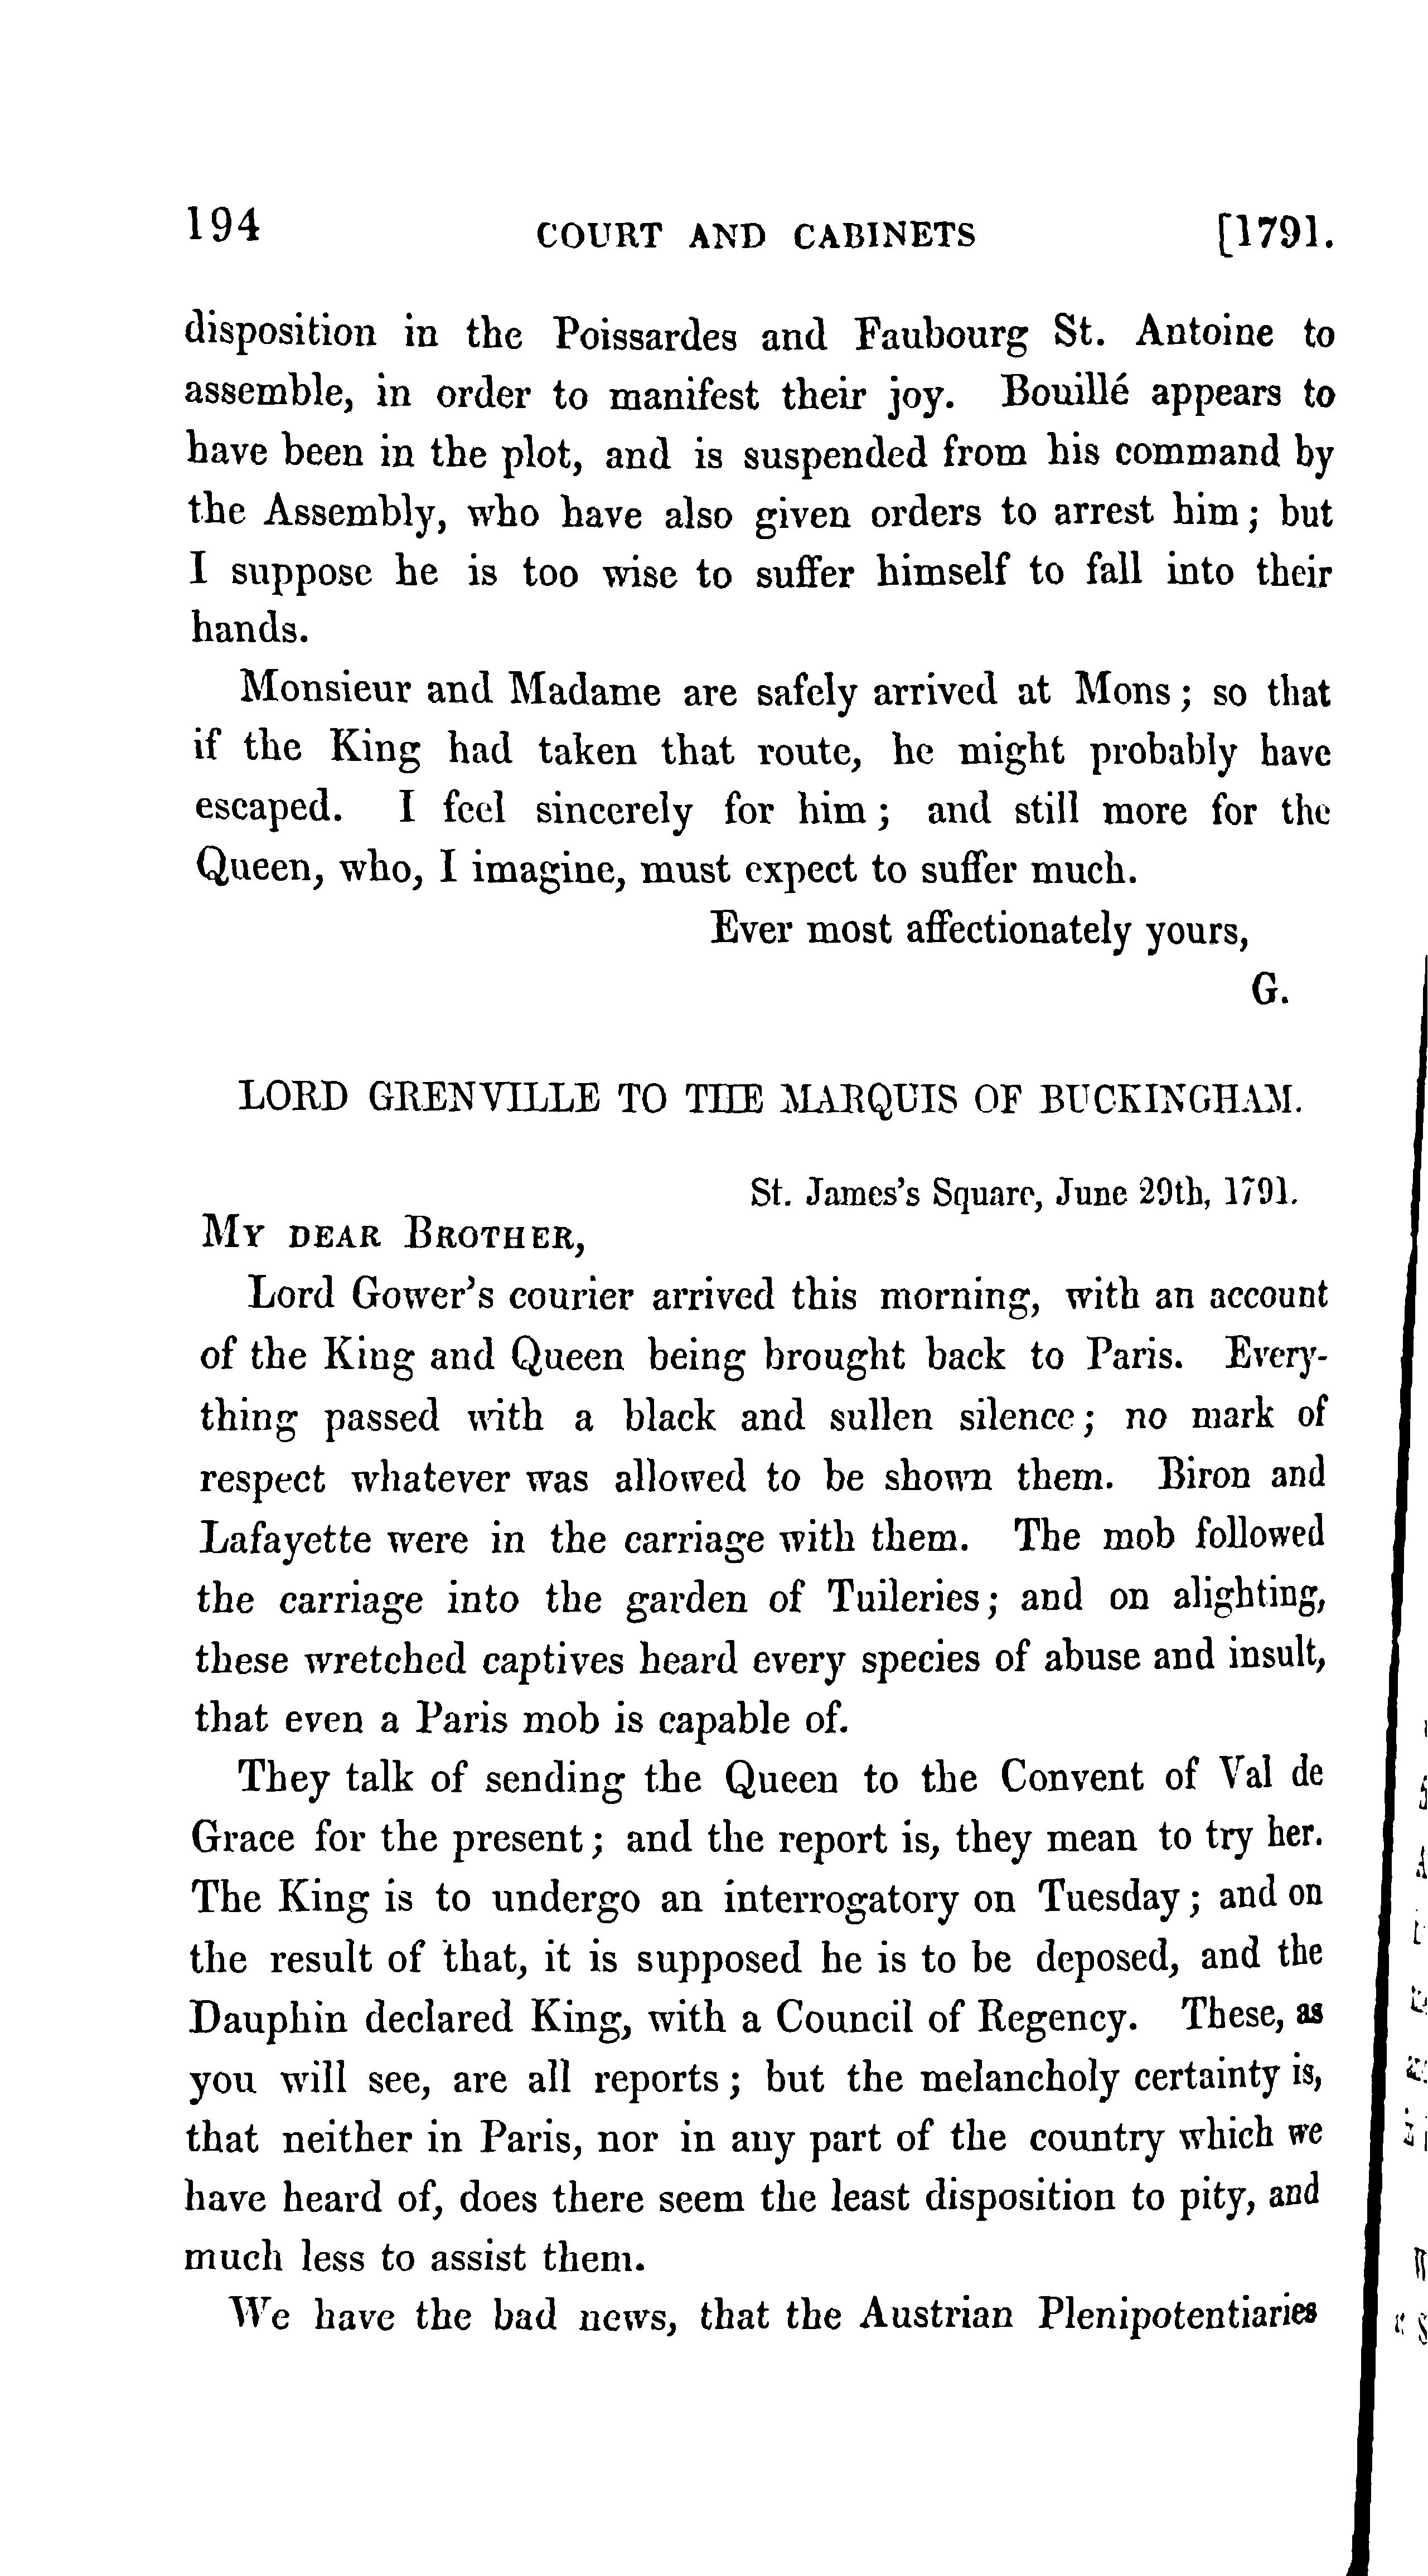 194 COURT AND CABINETS [1791.
disposition in the Poissardes and Faubourg St. Antoine to
assemble, in order to manifest their joy. Bouillé appears to
have been in the plot, and is suspended from his command by
the Assembly, who have also given orders to arrest him; but
I suppose he is too wise to suffer himself to fall into their
hands.
Monsieur and Madame are safely arrived at Mons; so that
if the King had taken that route, he might probably have
escaped. I feel sincerely for him; and still more for the
Queen, who, I imagine, must expect to suffer much.
Ever most affectionately yours,
G.
LORD GRENVILLE TO THE MARQUIS OF BUCKINGHAM.
St. James's Square, June 29th, 1791.
MY DEAR BROTHER,
Lord Gower's courier arrived this morning, with an account
of the King and Queen being brought back to Paris. Every-
thing passed with a black and sullen silence; no mark of
respect whatever was allowed to be shown them. Biron and
Lafayette were in the carriage with them. The mob followed
the carriage into the garden of Tuileries; and on alighting,
these wretched captives heard every species of abuse and insult,
that even a Paris mob is capable of.
They talk of sending the Queen to the Convent of Val de
Grace for the present; and the report is, they mean to try her.
The King is to undergo an interrogatory on Tuesday; and on
the result of that, it is supposed he is to be deposed, and the
Dauphin declared King, with a Council of Regency. These, as
you will see, are all reports; but the melancholy certainty is,
that neither in Paris, nor in any part of the country which we
have heard of, does there seem the least disposition to pity, and
much less to assist them.
We have the bad news, that the Austrian Plenipotentiaries